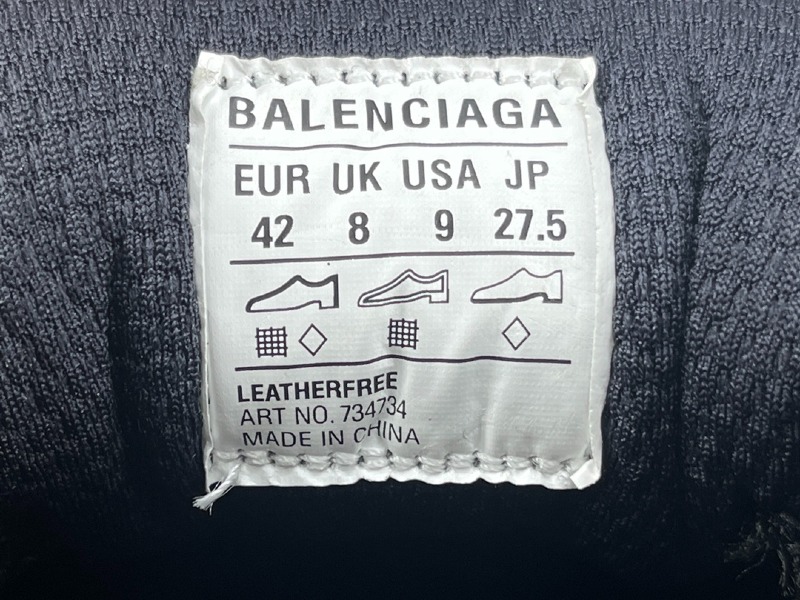 BALENCIAGA
EUR UK USA JP
42 8 9 27.5
LEATHERFREE
ART NO. 734734
MADE IN CHINA